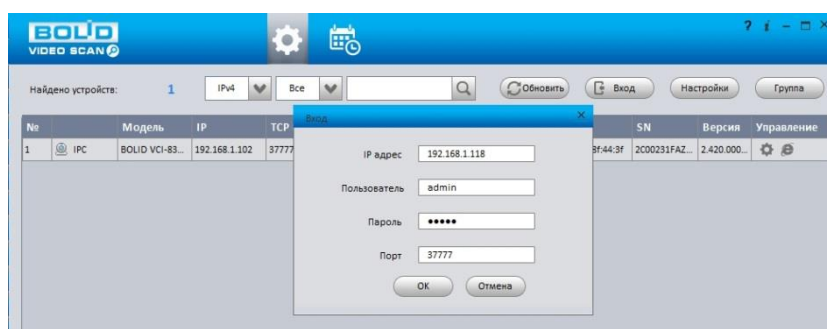 BOLID
VIDEO SCAN
? i
Найдено устройств: 1 IPv4 Все Обновить Вход Настройки Группа
№ Модель IP TCP SN Версия Управление
1 IPC BOLID VCI-83... 192.168.1.102 37777 3f:44:3f 2C00231FAZ... 2.420.000...
Вход
IP адрес 192.168.1.118
Пользователь admin
Пароль •••••
Порт 37777
OK Отмена